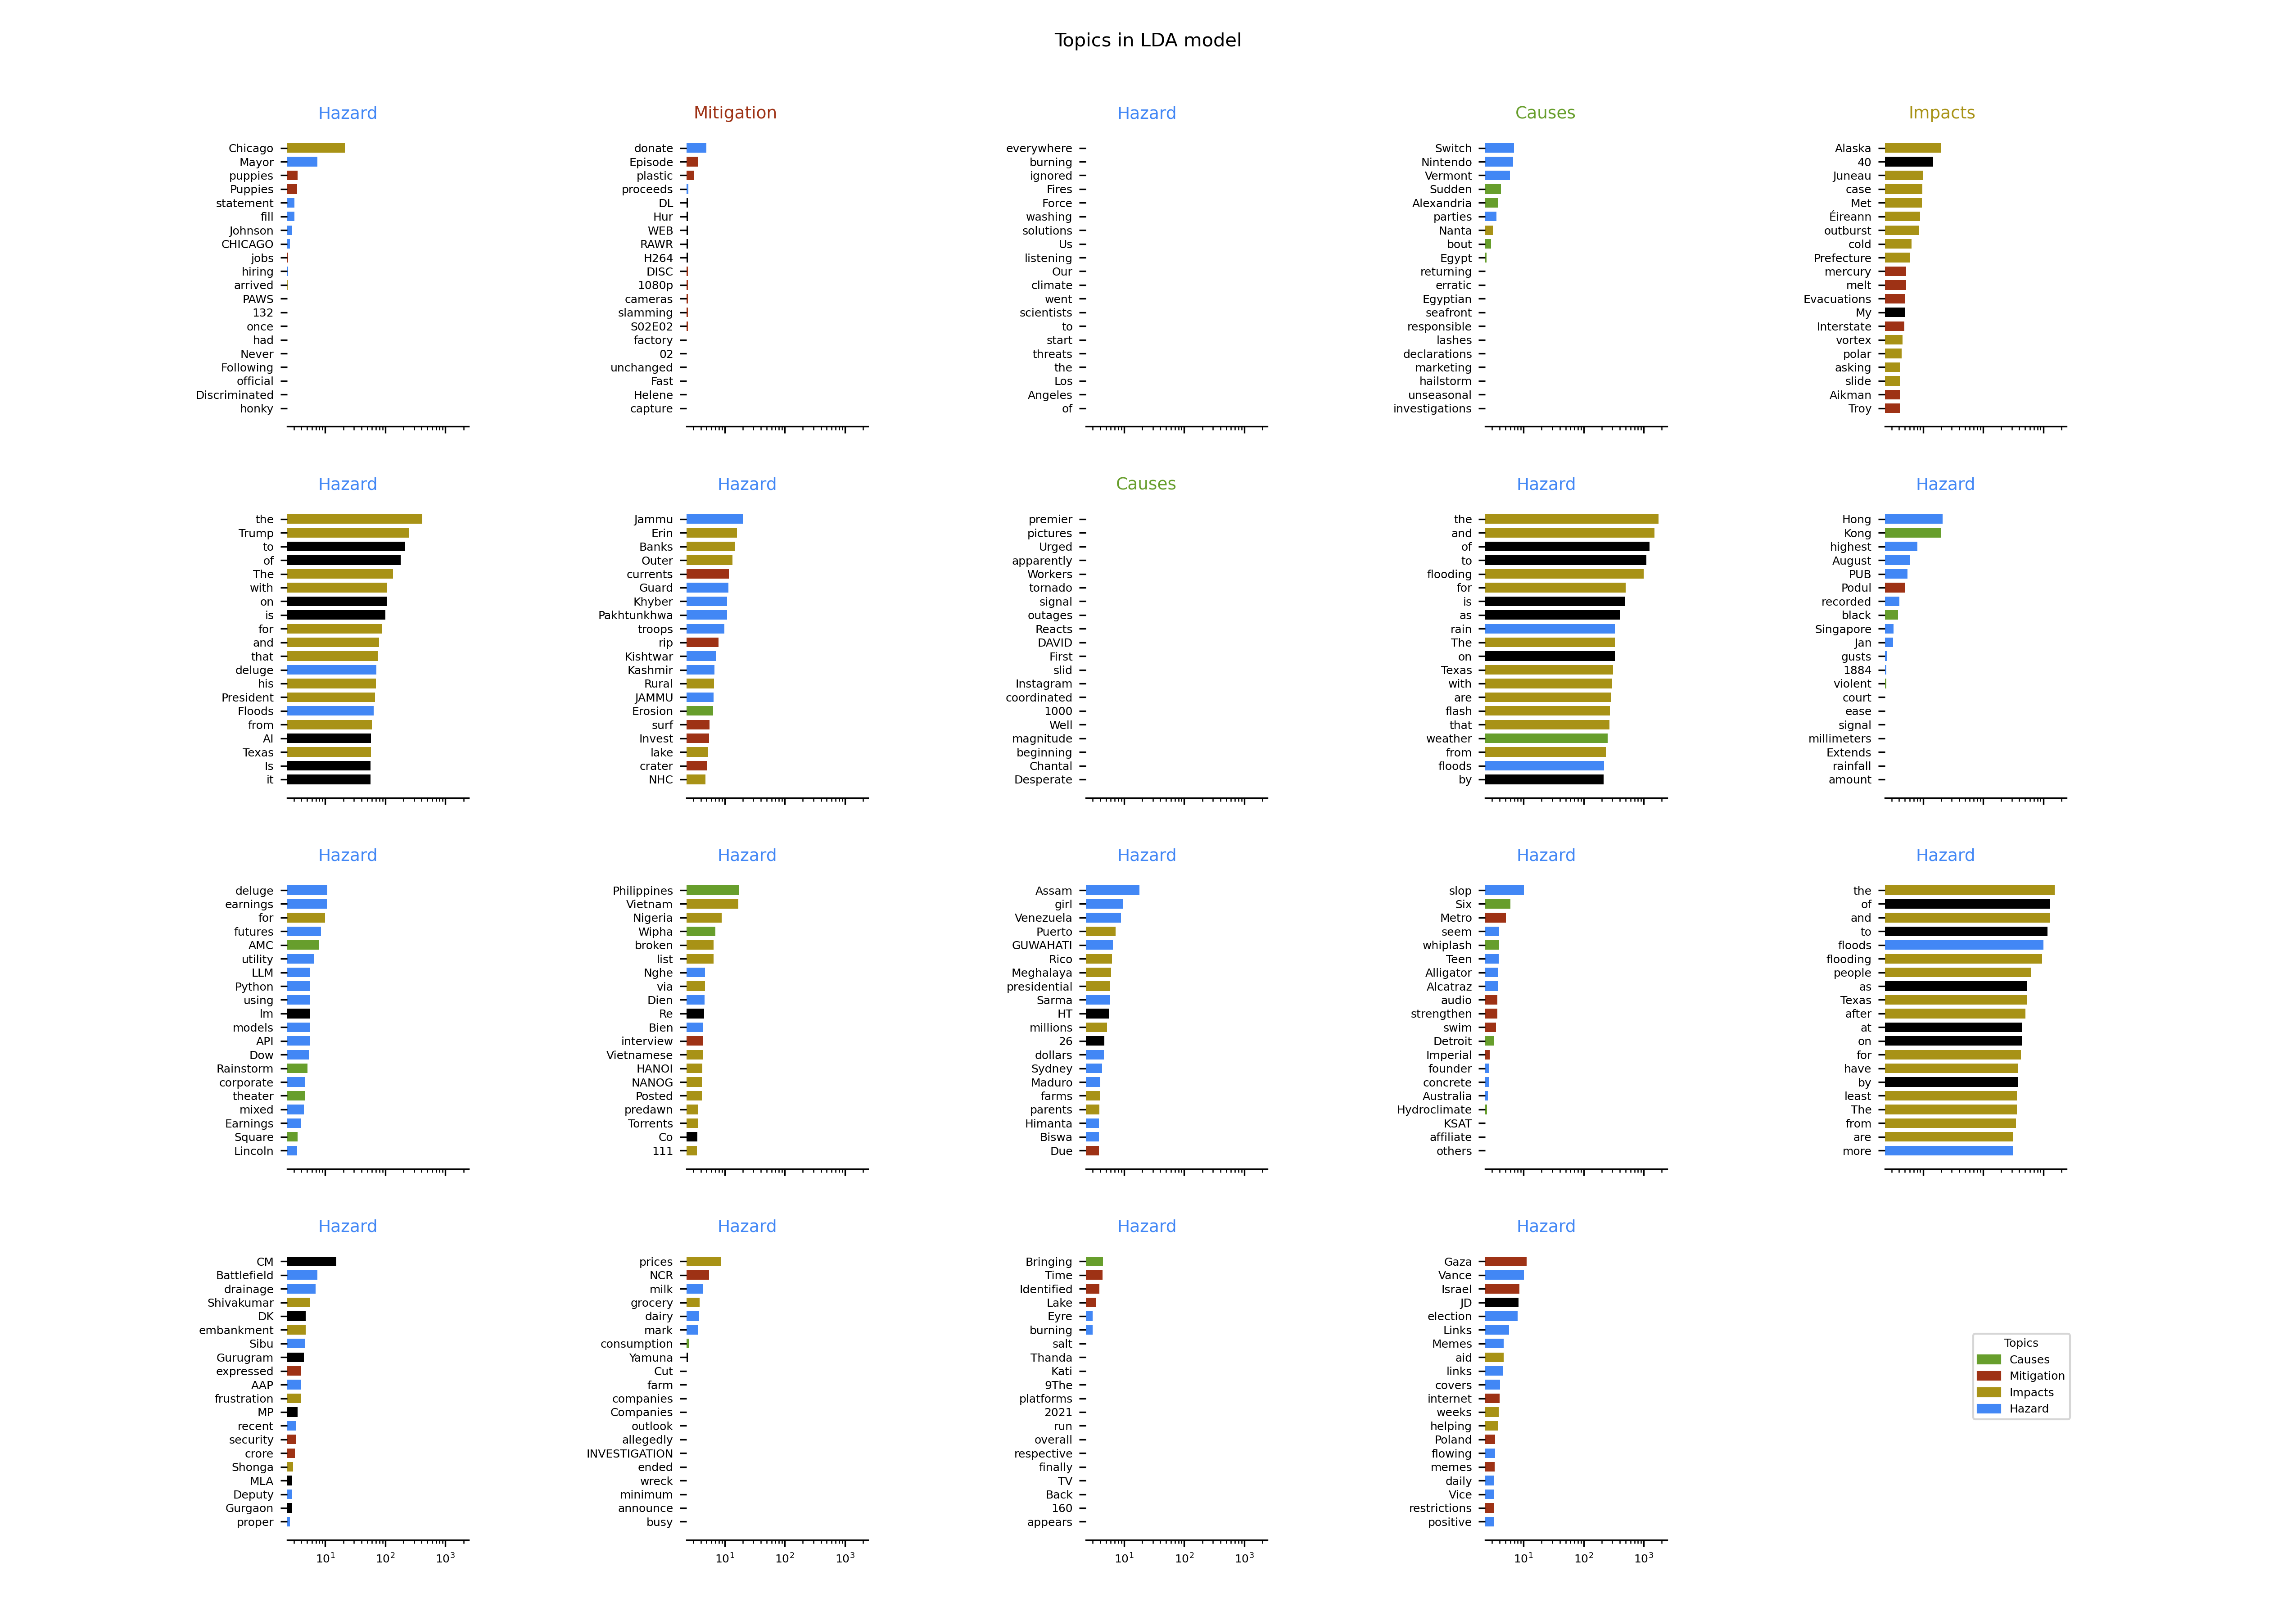 Topics in LDA model
Hazard
Chicago
Mayor
puppies
Puppies
statement
fill
Johnson
CHICAGO
jobs
hiring
arrived
PAWS
132
once
had
Never
Following
official
Discriminated
honky
Mitigation
donate
Episode
plastic
proceeds
DL
Hur
WEB
RAWR
H264
DISC
1080p
cameras
slamming
S02E02
factory
02
unchanged
Fast
Helene
capture
Hazard
everywhere
burning
ignored
Fires
Force
washing
solutions
Us
listening
Our
climate
went
scientists
to
start
threats
the
Los
Angeles
of
Causes
Switch
Nintendo
Vermont
Sudden
Alexandria
parties
Nanta
bout
Egypt
returning
erratic
Egyptian
seafront
responsible
lashes
declarations
marketing
hailstorm
unseasonal
investigations
Impacts
Alaska
40
Juneau
case
Met
Éireann
outburst
cold
Prefecture
mercury
melt
Evacuations
My
Interstate
vortex
polar
asking
slide
Aikman
Troy
Hazard
the
Trump
to
of
The
with
on
is
for
and
that
deluge
his
President
Floods
from
AI
Texas
Is
it
Hazard
Jammu
Erin
Banks
Outer
currents
Guard
Khyber
Pakhtunkhwa
troops
rip
Kishtwar
Kashmir
Rural
JAMMU
Erosion
surf
Invest
lake
crater
NHC
Causes
premier
pictures
Urged
apparently
Workers
tornado
signal
outages
Reacts
DAVID
First
slid
Instagram
coordinated
1000
Well
magnitude
beginning
Chantal
Desperate
Hazard
the
and
of
to
flooding
for
is
as
rain
The
on
Texas
with
are
flash
that
weather
from
floods
by
Hazard
Hong
Kong
highest
August
PUB
Podul
recorded
black
Singapore
Jan
gusts
1884
violent
court
ease
signal
millimeters
Extends
rainfall
amount
Hazard
deluge
earnings
for
futures
AMC
utility
LLM
Python
using
lm
models
API
Dow
Rainstorm
corporate
theater
mixed
Earnings
Square
Lincoln
Hazard
Philippines
Vietnam
Nigeria
Wipha
broken
list
Nghe
via
Dien
Re
Bien
interview
Vietnamese
HANOI
NANOG
Posted
predawn
Torrents
Co
111
Hazard
Assam
girl
Venezuela
Puerto
GUWAHATI
Rico
Meghalaya
presidential
Sarma
HT
millions
26
dollars
Sydney
Maduro
farms
parents
Himanta
Biswa
Due
Hazard
slop
Six
Metro
seem
whiplash
Teen
Alligator
Alcatraz
audio
strengthen
swim
Detroit
Imperial
founder
concrete
Australia
Hydroclimate
KSAT
affiliate
others
Hazard
the
of
and
to
floods
flooding
people
as
Texas
after
at
on
for
have
by
least
The
from
are
more
Hazard
CM
Battlefield
drainage
Shivakumar
DK
embankment
Sibu
Gurugram
expressed
AAP
frustration
MP
recent
security
crore
Shonga
MLA
Deputy
Gurgaon
proper
10¹ 10² 10³
Hazard
prices
NCR
milk
grocery
dairy
mark
consumption
Yamuna
Cut
farm
companies
Companies
outlook
allegedly
INVESTIGATION
ended
wreck
minimum
announce
busy
10¹ 10² 10³
Hazard
Bringing
Time
Identified
Lake
Eyre
burning
salt
Thanda
Kati
9The
platforms
2021
run
overall
respective
finally
TV
Back
160
appears
10¹ 10² 10³
Hazard
Gaza
Vance
Israel
JD
election
Links
Memes
aid
links
covers
internet
weeks
helping
Poland
flowing
memes
daily
Vice
restrictions
positive
10¹ 10² 10³
Topics
Causes
Mitigation
Impacts
Hazard